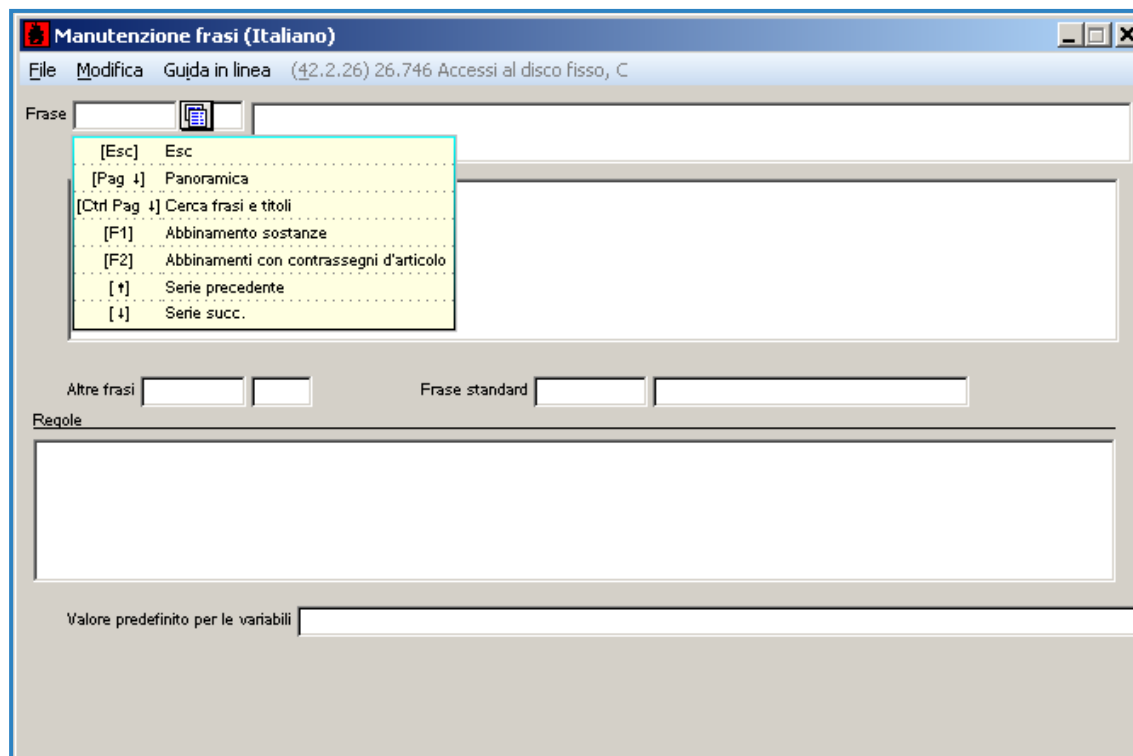 Manutenzione frasi (Italiano)
File Modifica Guida in linea (42.2.26) 26.746 Accessi al disco fisso, C
Frase
[Esc] Esc
[Pag ↓] Panoramica
[Ctrl Pag ↓] Cerca frasi e titoli
[F1] Abbinamento sostanze
[F2] Abbinamenti con contrassegni d'articolo
[↑] Serie precedente
[↓] Serie succ.
Altre frasi Frase standard
Regole
Valore predefinito per le variabili